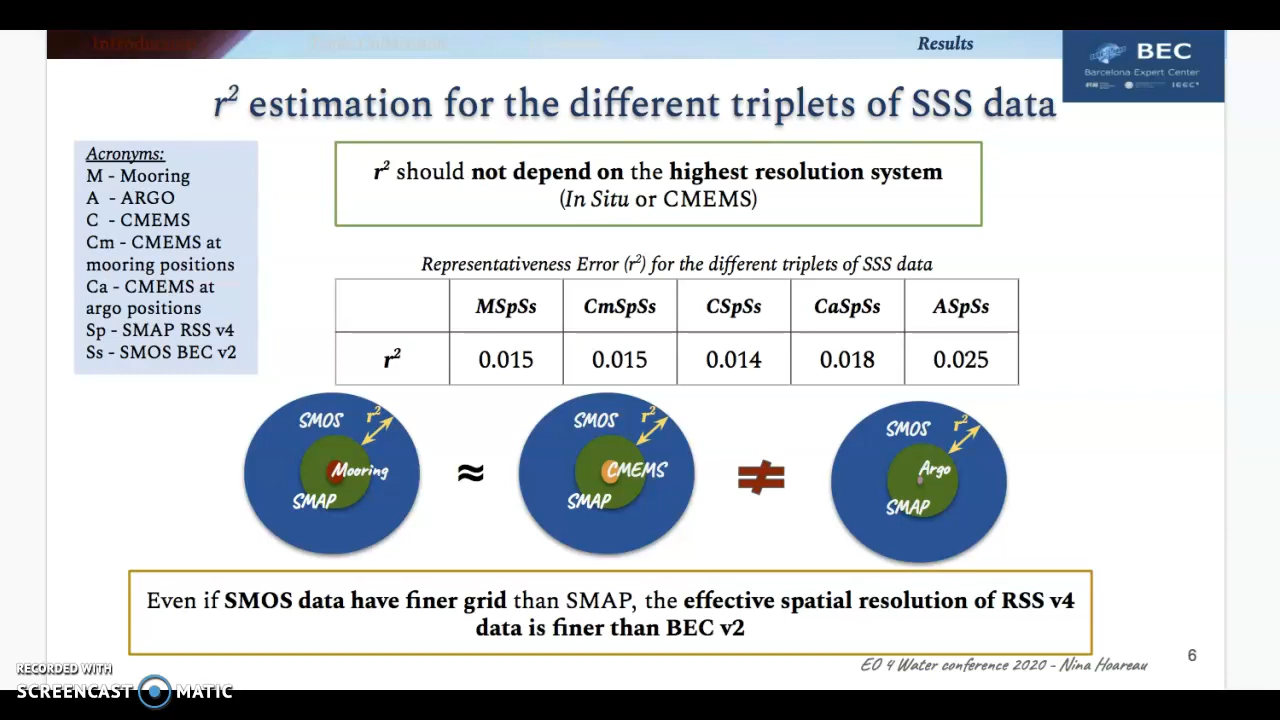 Introduction
Results
BEC
Barcelona Expert Center
r² estimation for the different triplets of SSS data
Acronyms:
M - Mooring
A - ARGO
C - CMEMS
Cm - CMEMS at
mooring positions
Ca - CMEMS at
argo positions
Sp - SMAP RSS v4
Ss - SMOS BEC v2
r² should not depend on the highest resolution system
(In Situ or CMEMS)
Representativeness Error (r²) for the different triplets of SSS data
MSpSs CmSpSs CSpSs CaSpSs ASpSs
r² 0.015 0.015 0.014 0.018 0.025
SMOS r²
Mooring
SMAP
≈
SMOS r²
CMEMS
SMAP
≠
SMOS r²
Argo
SMAP
Even if SMOS data have finer grid than SMAP, the effective spatial resolution of RSS v4
data is finer than BEC v2
EO 4 Water conference 2020 - Nina Hoareau
6
RECORDED WITH
SCREENCAST MATIC